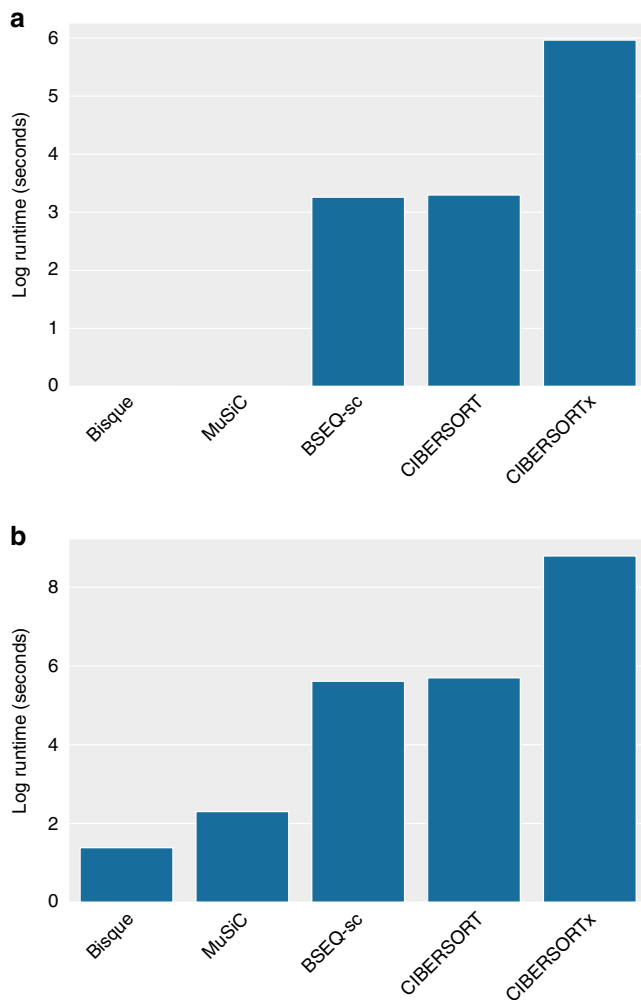 a
Log runtime (seconds)
6
5
4
3
2
1
0
Bisque
MuSiC
BSEQ-sc
CIBERSORT
CIBERSORTx
b
Log runtime (seconds)
8
6
4
2
0
Bisque
MuSiC
BSEQ-sc
CIBERSORT
CIBERSORTx